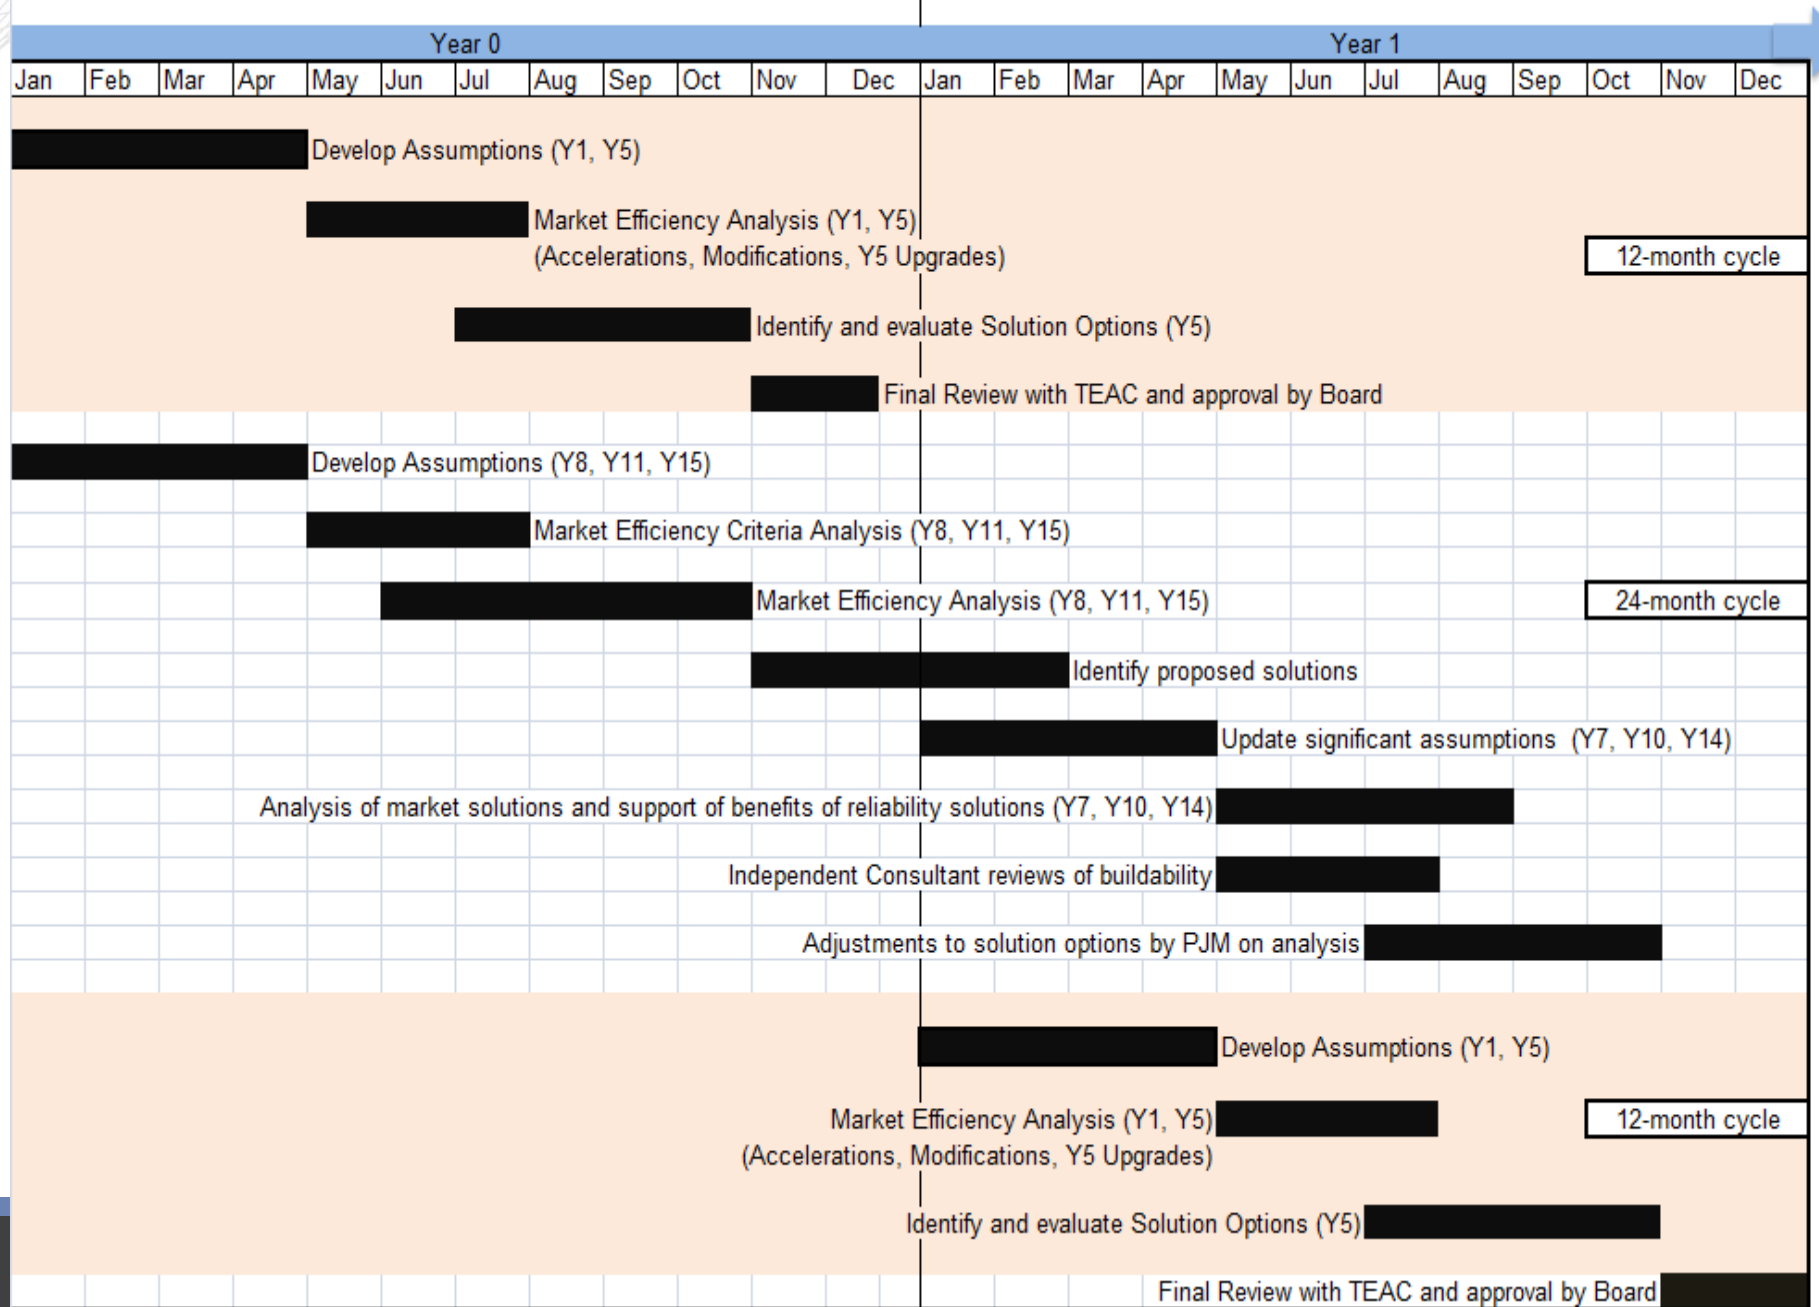 Year 0 Year 1
Jan Feb Mar Apr May Jun Jul Aug Sep Oct Nov Dec Jan Feb Mar Apr May Jun Jul Aug Sep Oct Nov Dec
Develop Assumptions (Y1, Y5)
Market Efficiency Analysis (Y1, Y5)
(Accelerations, Modifications, Y5 Upgrades)
12-month cycle
Identify and evaluate Solution Options (Y5)
Final Review with TEAC and approval by Board
Develop Assumptions (Y8, Y11, Y15)
Market Efficiency Criteria Analysis (Y8, Y11, Y15)
Market Efficiency Analysis (Y8, Y11, Y15)
24-month cycle
Identify proposed solutions
Update significant assumptions (Y7, Y10, Y14)
Analysis of market solutions and support of benefits of reliability solutions (Y7, Y10, Y14)
Independent Consultant reviews of buildability
Adjustments to solution options by PJM on analysis
Develop Assumptions (Y1, Y5)
Market Efficiency Analysis (Y1, Y5)
12-month cycle
(Accelerations, Modifications, Y5 Upgrades)
Identify and evaluate Solution Options (Y5)
Final Review with TEAC and approval by Board